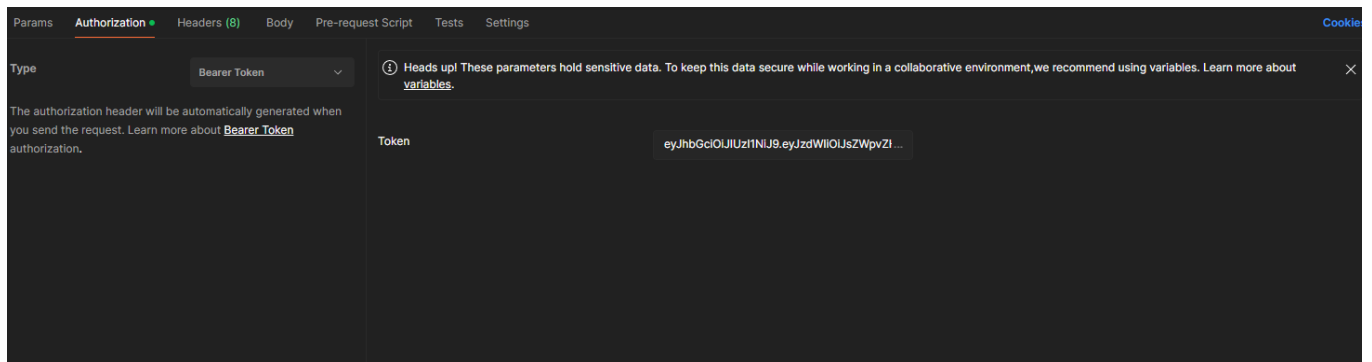 Params Authorization Headers (8) Body Pre-request Script Tests Settings Cookies
Type Bearer Token
Heads up! These parameters hold sensitive data. To keep this data secure while working in a collaborative environment,we recommend using variables. Learn more about
variables.
The authorization header will be automatically generated when
you send the request. Learn more about Bearer Token
authorization.
Token eyJhbGciOiJIUzI1NiJ9.eyJzdWIiOiJsZWpvZ...